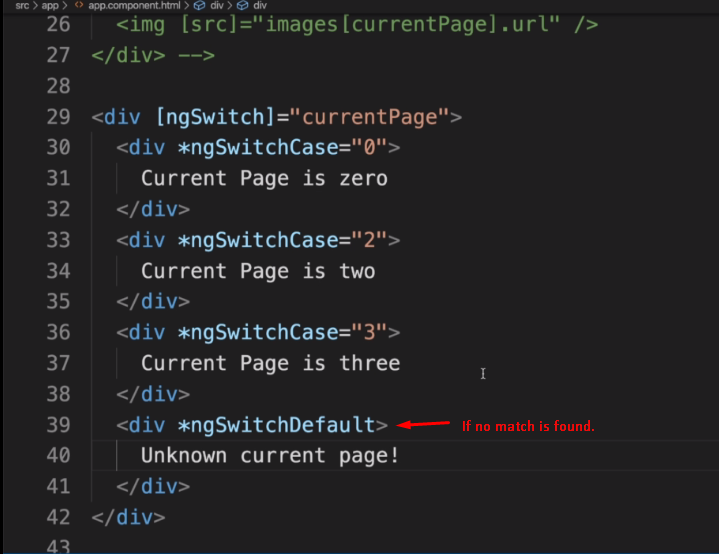 src > app > <> app.component.html > div > div
26 <img [src]="images[currentPage].url" />
27 </div> -->
28
29 <div [ngSwitch]="currentPage">
30 <div *ngSwitchCase="0">
31 Current Page is zero
32 </div>
33 <div *ngSwitchCase="2">
34 Current Page is two
35 </div>
36 <div *ngSwitchCase="3">
37 Current Page is three
38 </div>
39 <div *ngSwitchDefault> If no match is found.
40 Unknown current page!
41 </div>
42 </div>
43